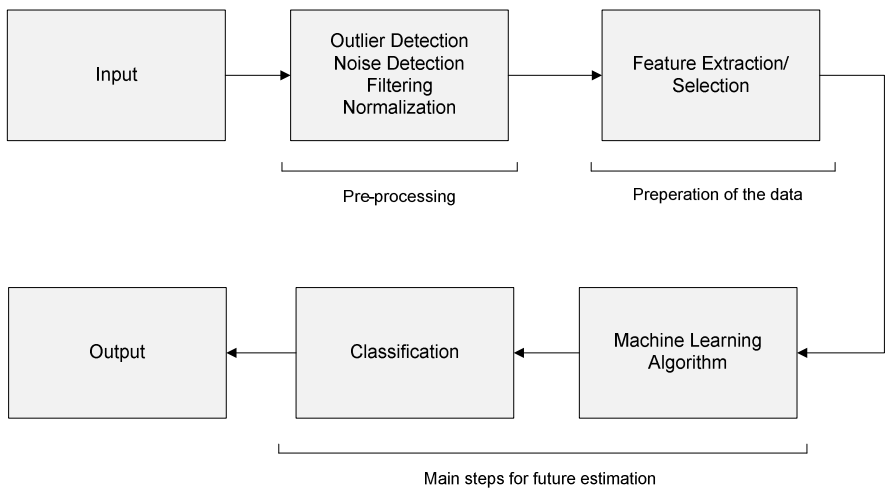 Input
Outlier Detection
Noise Detection
Filtering
Normalization
Feature Extraction/
Selection
Pre-processing
Preperation of the data
Output
Classification
Machine Learning
Algorithm
Main steps for future estimation